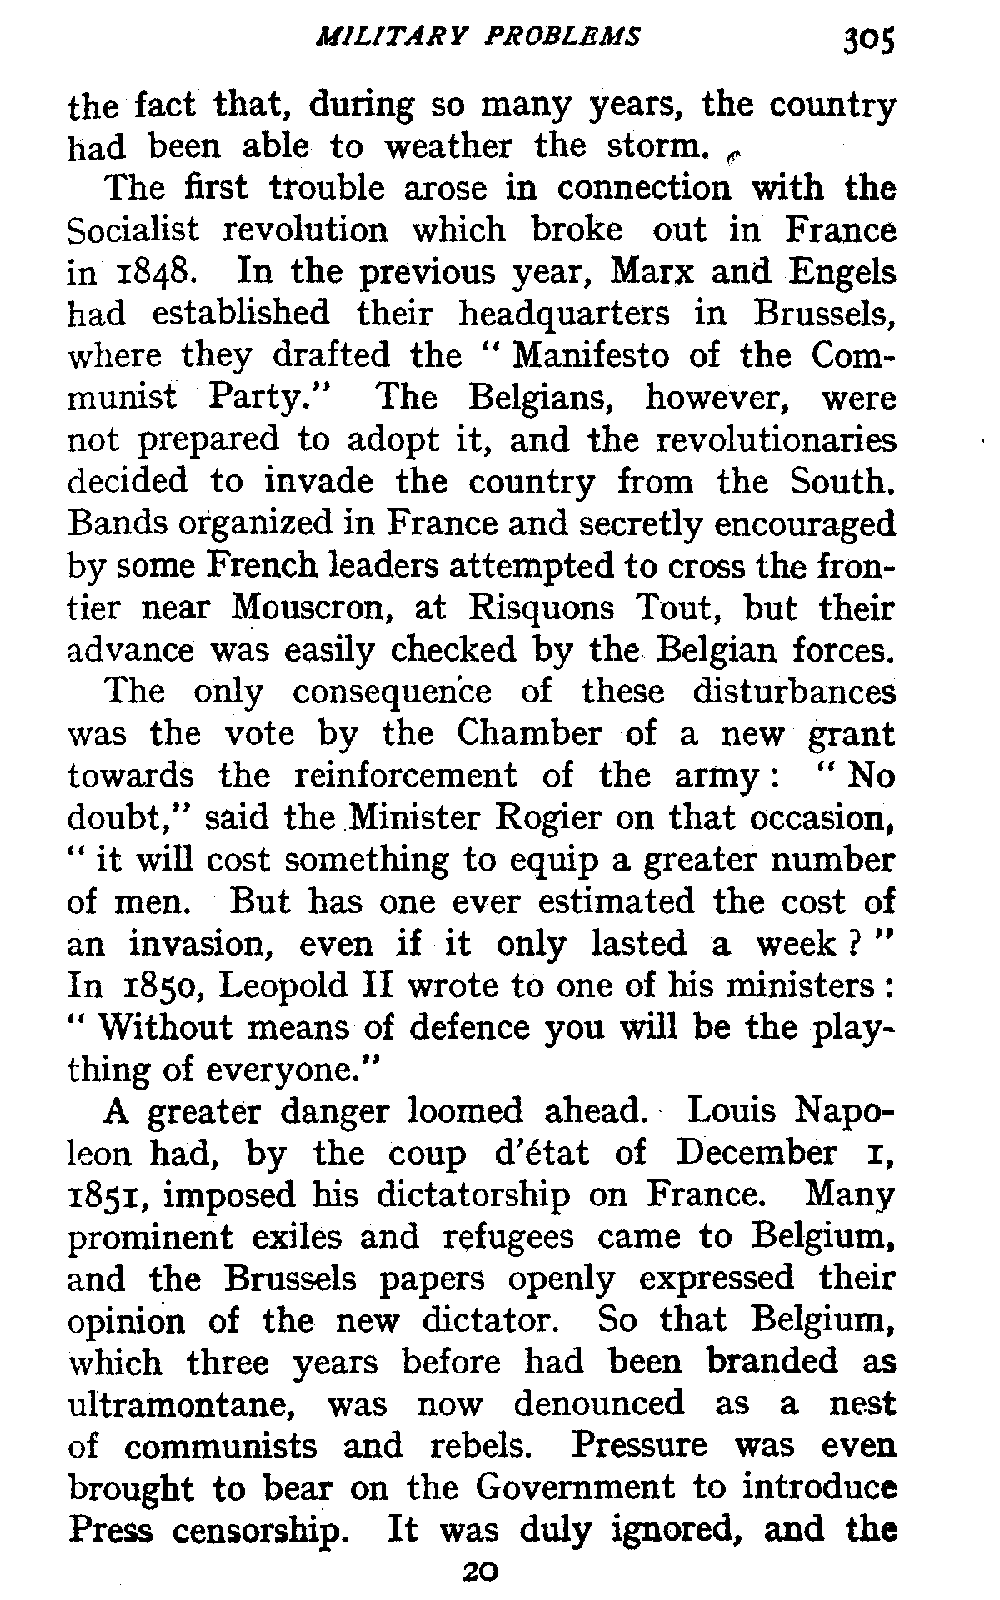 MILITARY PROBLEMS 305
the fact that, during so many years, the country
had been able to weather the storm.
The first trouble arose in connection with the
Socialist revolution which broke out in France
in 1848. In the previous year, Marx and Engels
had established their headquarters in Brussels,
where they drafted the " Manifesto of the Com-
munist Party." The Belgians, however, were
not prepared to adopt it, and the revolutionaries
decided to invade the country from the South.
Bands organized in France and secretly encouraged
by some French leaders attempted to cross the fron-
tier near Mouscron, at Risquons Tout, but their
advance was easily checked by the Belgian forces.
The only consequence of these disturbances
was the vote by the Chamber of a new grant
towards the reinforcement of the army : " No
doubt," said the Minister Rogier on that occasion,
" it will cost something to equip a greater number
of men. But has one ever estimated the cost of
an invasion, even if it only lasted a week ? "
In 1850, Leopold II wrote to one of his ministers :
" Without means of defence you will be the play-
thing of everyone."
A greater danger loomed ahead. Louis Napo-
leon had, by the coup d'état of December 1,
1851, imposed his dictatorship on France. Many
prominent exiles and refugees came to Belgium,
and the Brussels papers openly expressed their
opinion of the new dictator. So that Belgium,
which three years before had been branded as
ultramontane, was now denounced as a nest
of communists and rebels. Pressure was even
brought to bear on the Government to introduce
Press censorship. It was duly ignored, and the
20